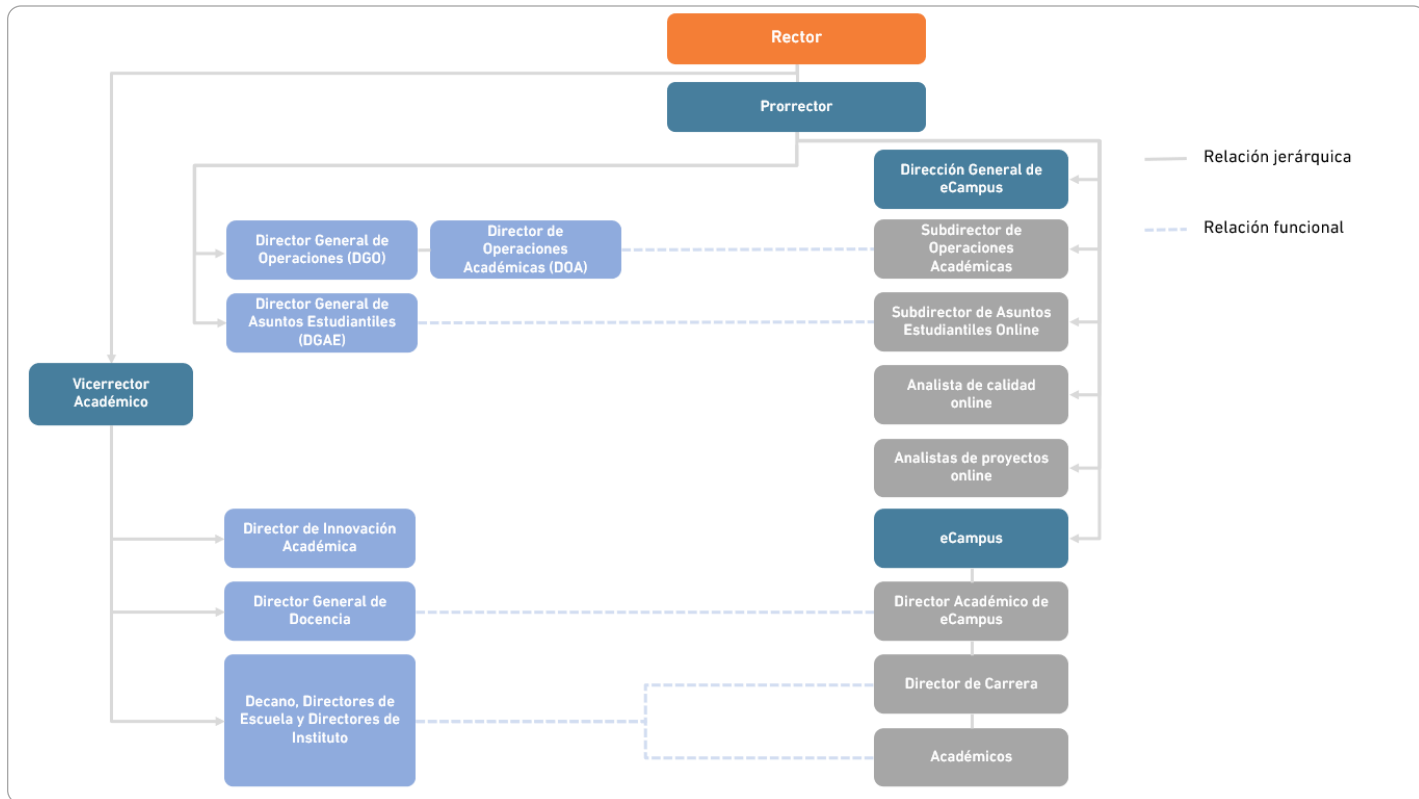 Rector
Prorrector
Relación jerárquica
Dirección General de
eCampus
Relación funcional
Director General de
Operaciones (DGO)
Director de
Operaciones
Académicas (DOA)
Subdirector de
Operaciones
Académicas
Director General de
Asuntos Estudiantiles
(DGAE)
Subdirector de Asuntos
Estudiantiles Online
Vicerrector
Académico
Analista de calidad
online
Analistas de proyectos
online
Director de Innovación
Académica
eCampus
Director General de
Docencia
Director Académico de
eCampus
Decano, Directores de
Escuela y Directores de
Instituto
Director de Carrera
Académicos